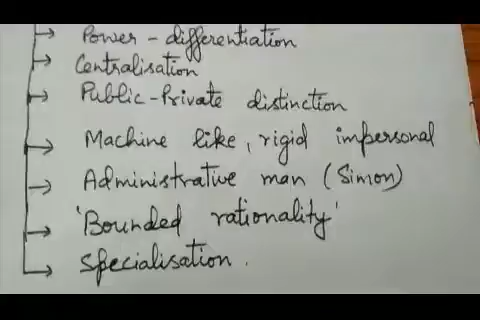 Power - differentiation
Centralisation
Public-Private distinction
Machine like, rigid impersonal
Administrative man (Simon)
'Bounded rationality'
Specialisation.